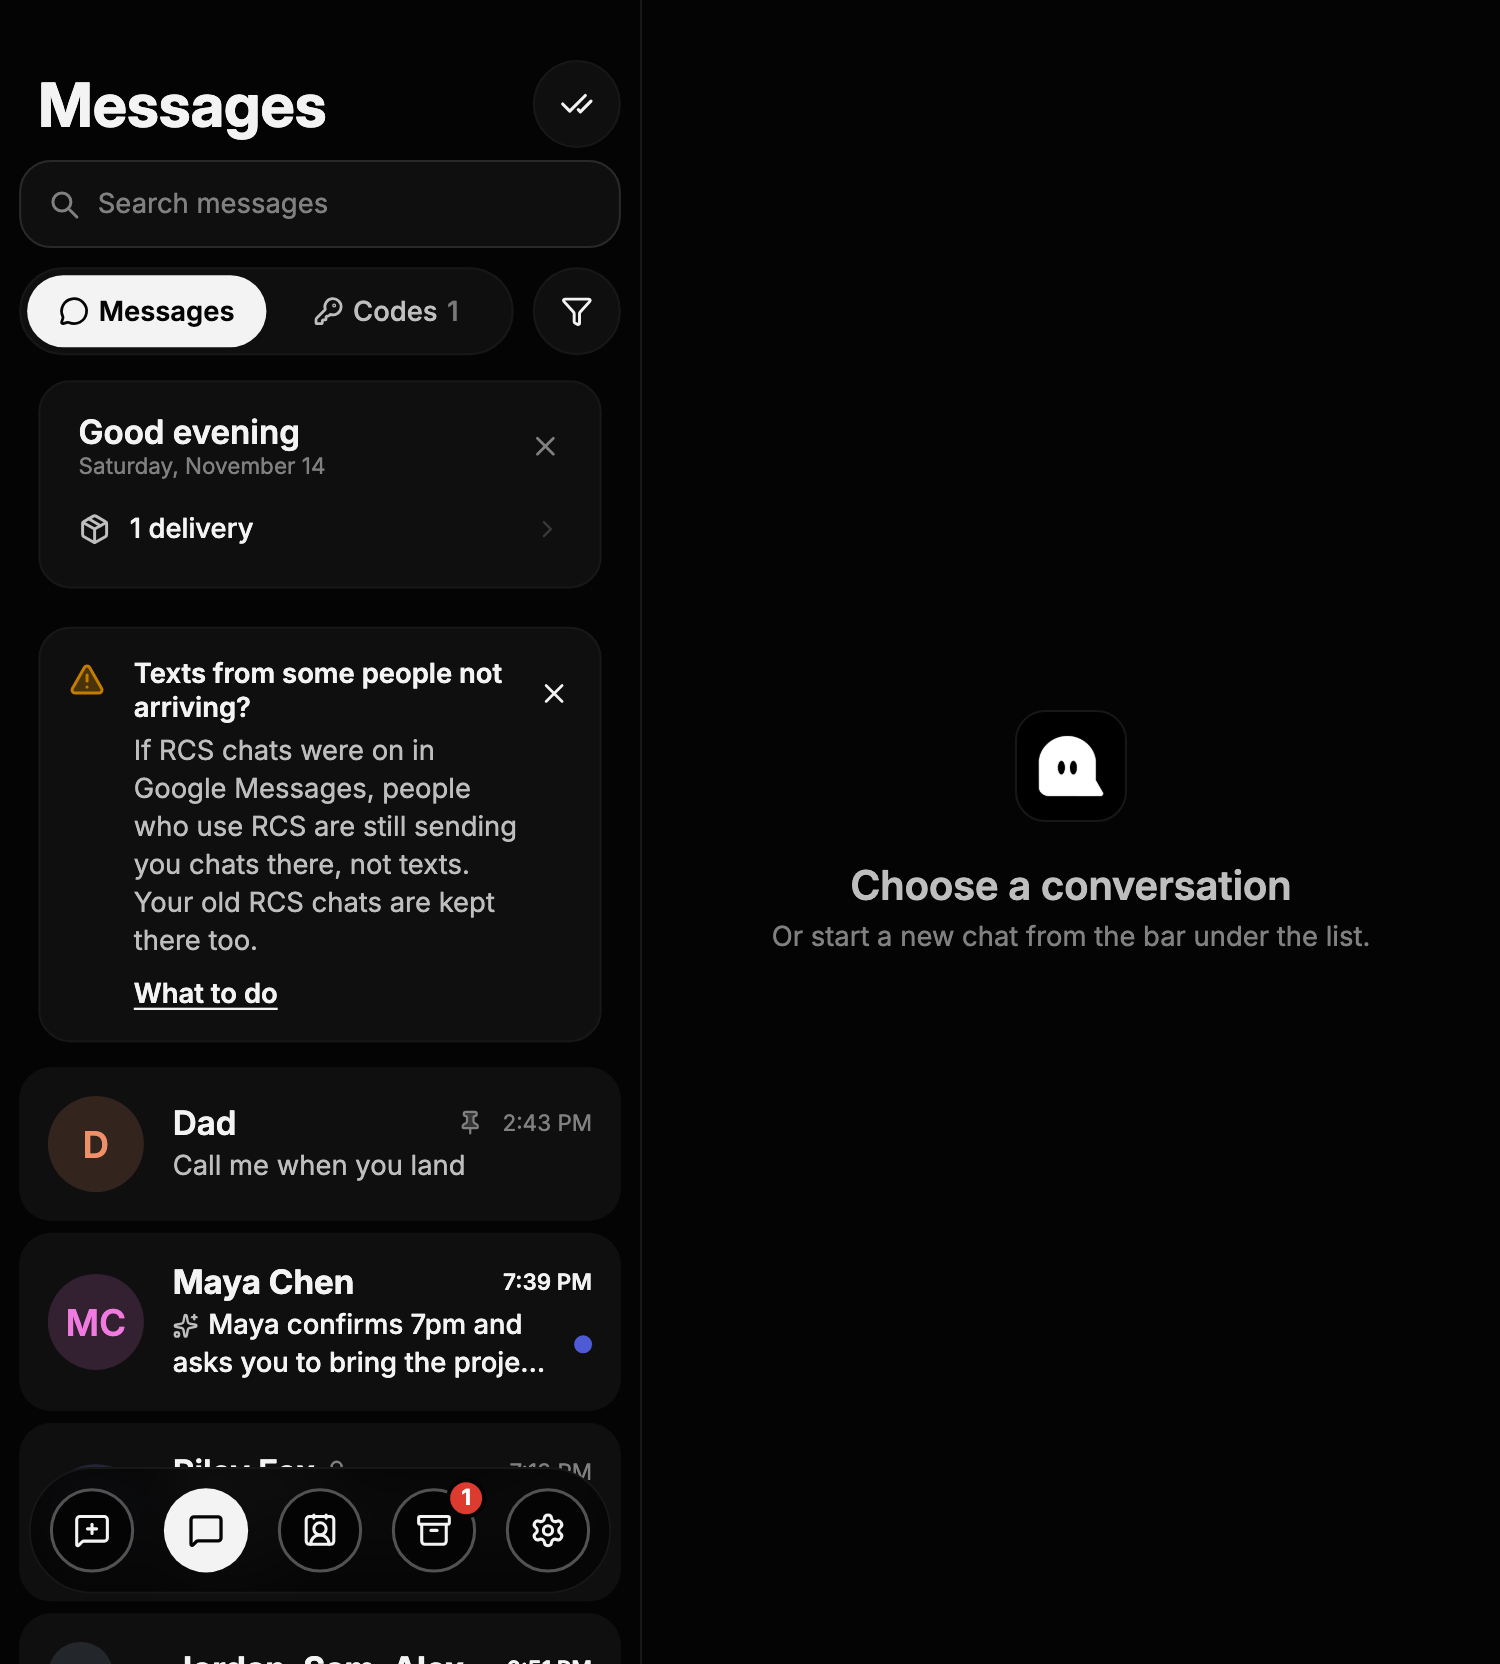 Messages
Search messages
Messages
Codes 1
Good evening
Saturday, November 14
1 delivery
Texts from some people not
arriving?
If RCS chats were on in
Google Messages, people
who use RCS are still sending
you chats there, not texts.
Your old RCS chats are kept
there too.
What to do
D
Dad
2:43 PM
Call me when you land
MC
Maya Chen
7:39 PM
Maya confirms 7pm and
asks you to bring the proje...
1
Choose a conversation
Or start a new chat from the bar under the list.